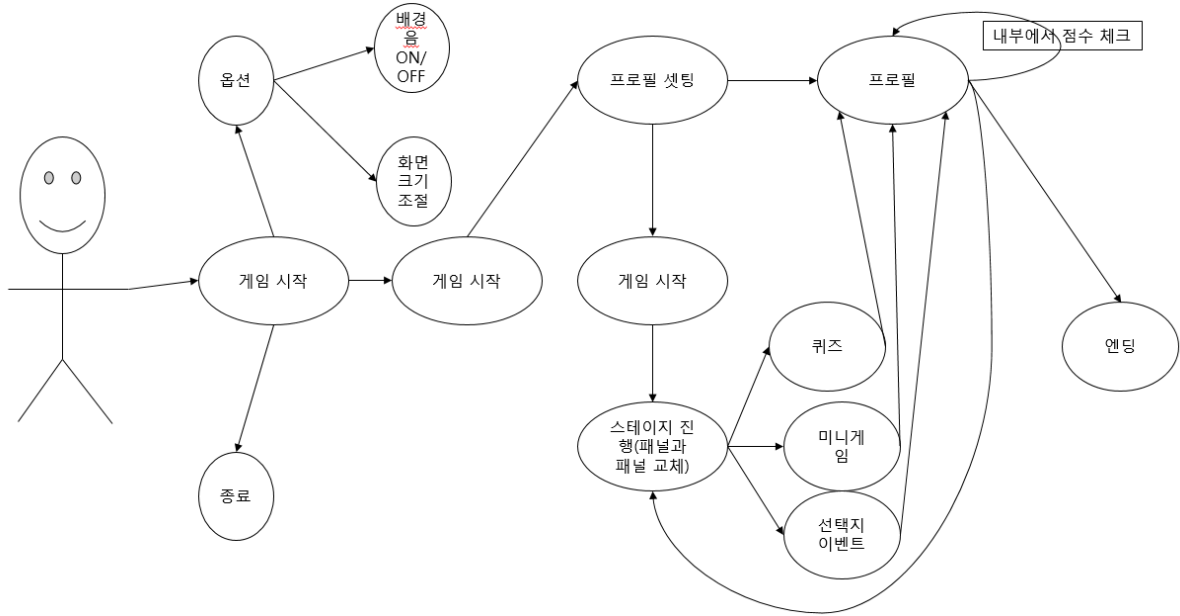 배경
음
ON/
OFF
옵션
프로필 셋팅
프로필
내부에서 점수 체크
화면
크기
조절
게임 시작
게임 시작
게임 시작
퀴즈
엔딩
스테이지 진
행(패널과
패널 교체)
미니게
임
종료
선택지
이벤트